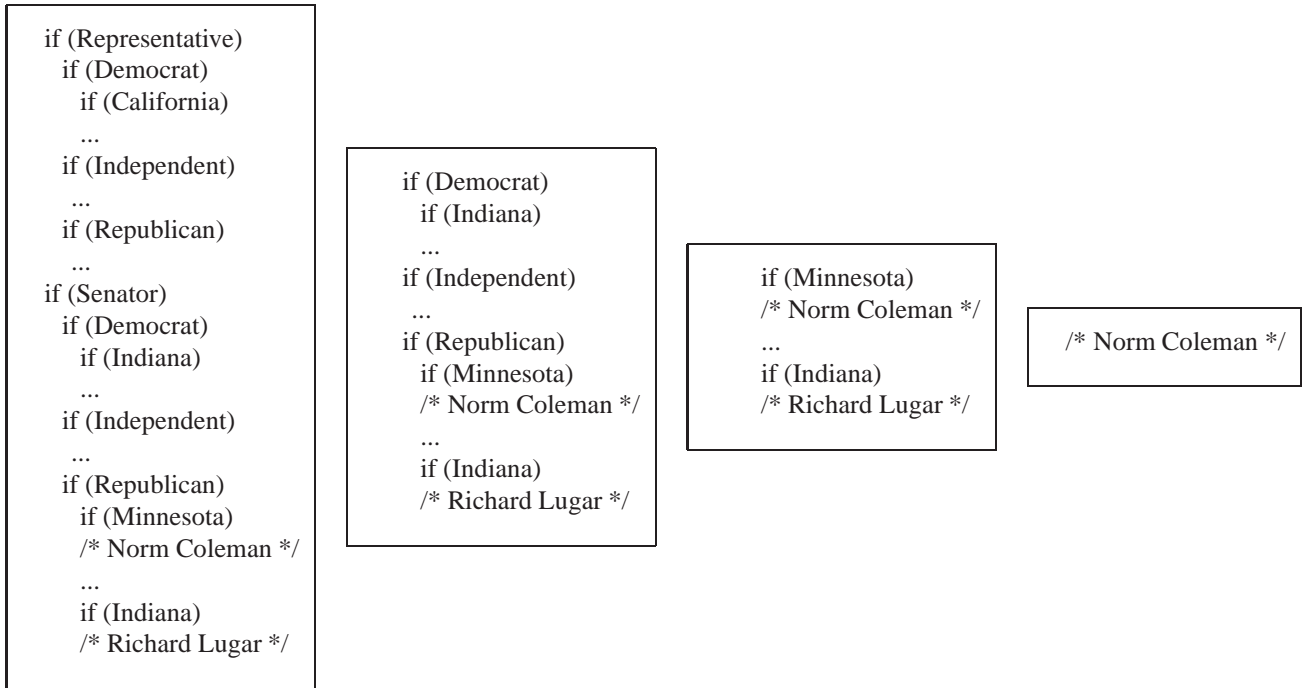 if (Representative)
if (Democrat)
if (California)
...
if (Independent)
...
if (Republican)
...
if (Senator)
if (Democrat)
if (Indiana)
...
if (Independent)
...
if (Republican)
if (Minnesota)
/* Norm Coleman */
...
if (Indiana)
/* Richard Lugar */
if (Democrat)
if (Indiana)
...
if (Independent)
...
if (Republican)
if (Minnesota)
/* Norm Coleman */
...
if (Indiana)
/* Richard Lugar */
if (Minnesota)
/* Norm Coleman */
...
if (Indiana)
/* Richard Lugar */
/* Norm Coleman */